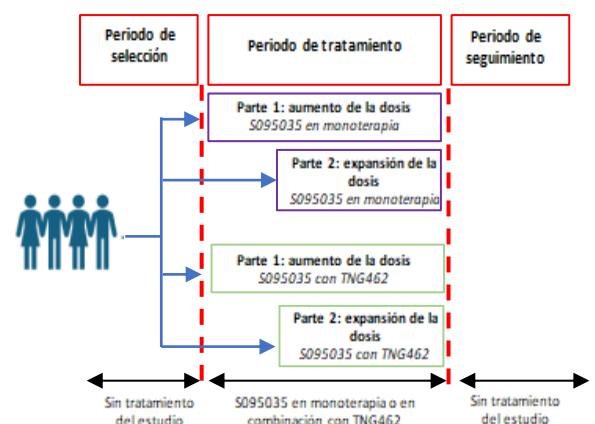 Periodo de
selección
Periodo de tratamiento
Periodo de
seguimiento
Parte 1: aumento de la dosis
S095035 en monoterapia
Parte 2: expansión de la
dosis
S095035 en monoterapia
Parte 1: aumento de la dosis
S095035 con TNG462
Parte 2: expansión de la
dosis
S095035 con TNG462
Sin tratamiento
del estudio
S095035 en monoterapia o en
combinación con TNG462
Sin tratamiento
del estudio